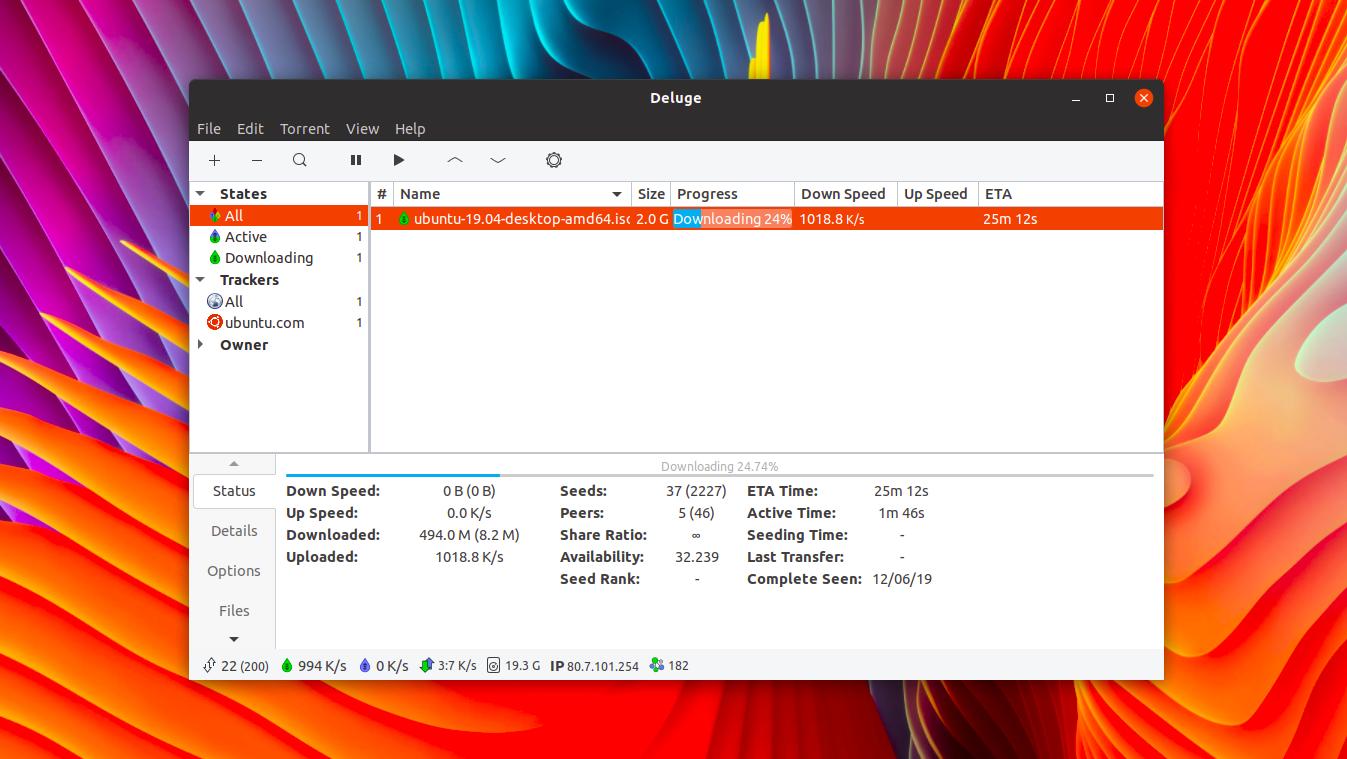 Deluge
File Edit Torrent View Help
States
All 1
Active 1
Downloading 1
Trackers
All 1
ubuntu.com 1
Owner
# Name Size Progress Down Speed Up Speed ETA
1 ubuntu-19.04-desktop-amd64.isc 2.0 G Downloading 24% 1018.8 K/s 25m 12s
Downloading 24.74%
Status
Details
Options
Files
Down Speed: 0 B (0 B) Seeds: 37 (2227) ETA Time: 25m 12s
Up Speed: 0.0 K/s Peers: 5 (46) Active Time: 1m 46s
Downloaded: 494.0 M (8.2 M) Share Ratio: ∞ Seeding Time: -
Uploaded: 1018.8 K/s Availability: 32.239 Last Transfer: -
Seed Rank: - Complete Seen: 12/06/19
22 (200) 994 K/s 0 K/s 3:7 K/s 19.3 G IP 80.7.101.254 182